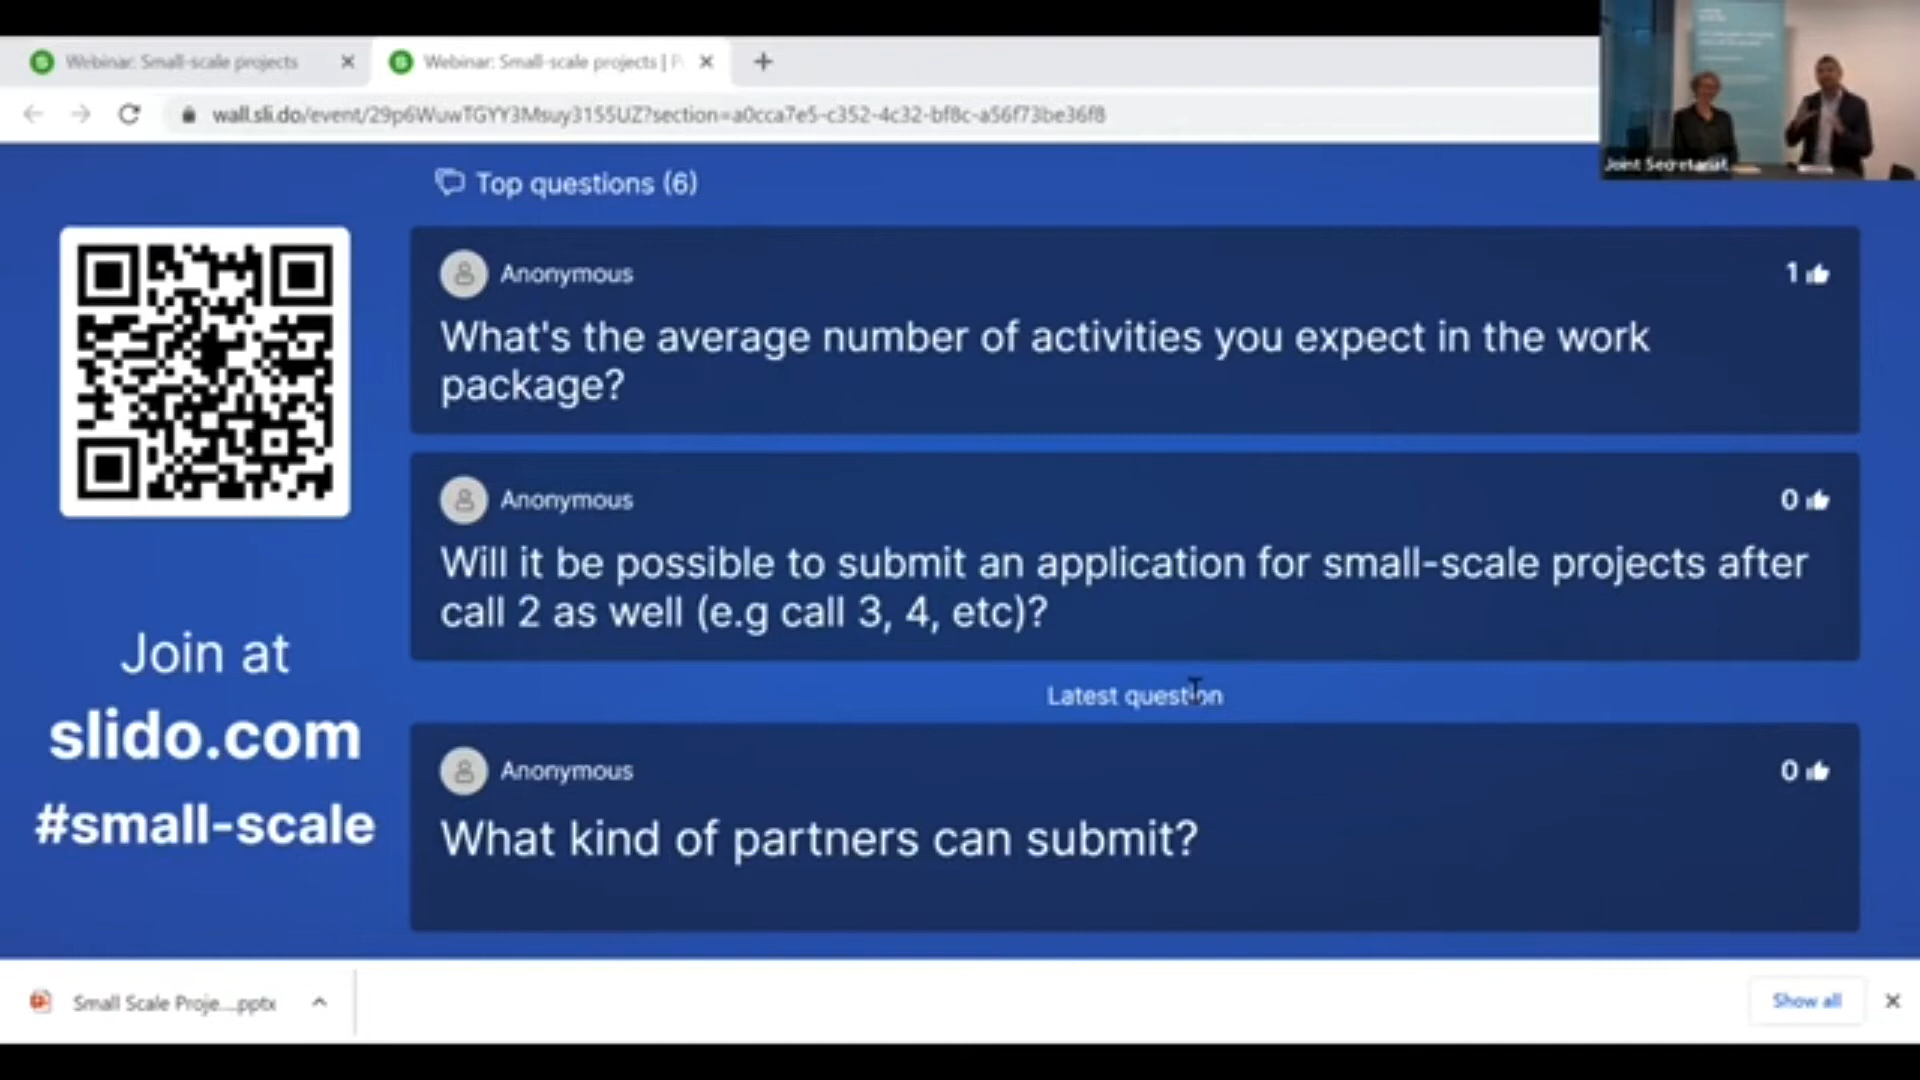 Webinar: Small-scale projects
Webinar: Small-scale projects |
wall.sli.do/event/29p6WuwTGYY3Msuy3155UZ?section=a0cca7e5-c352-4c32-bf8c-a56f73be36f8
Joint Secretariat
Top questions (6)
Anonymous
1
What's the average number of activities you expect in the work
package?
Anonymous
0
Will it be possible to submit an application for small-scale projects after
call 2 as well (e.g call 3, 4, etc)?
Latest question
Anonymous
0
What kind of partners can submit?
Join at
slido.com
#small-scale
Small Scale Proje....pptx
Show all